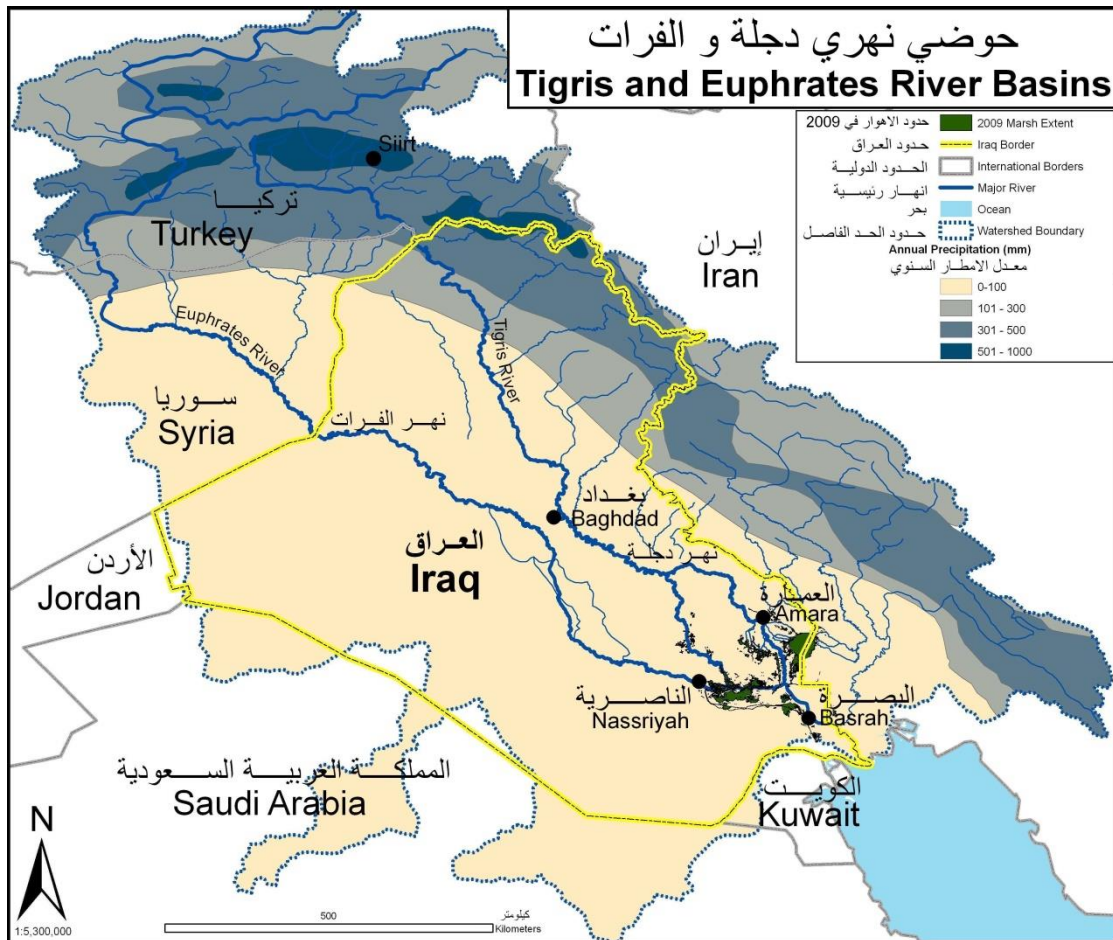 حوضي نهري دجلة و الفرات
Tigris and Euphrates River Basins
حدود الاهوار في 2009
2009 Marsh Extent
حدود العراق
Iraq Border
الحدود الدولية
International Borders
انهار رئيسية
Major River
بحر
Ocean
حدود الحد الفاصل
Watershed Boundary
Annual Precipitation (mm)
معدل الامطار السنوي
0-100
101 - 300
301 - 500
501 - 1000
Siirt
تركيا
Turkey
إيران
Iran
Euphrates River
Tigris River
سوريا
Syria
نهر الفرات
بغداد
Baghdad
نهر دجلة
العراق
Iraq
الأردن
Jordan
العمارة
Amara
الناصرية
Nassriyah
البصرة
Basrah
المملكة العربية السعودية
Saudi Arabia
الكويت
Kuwait
N
1:5,300,000
500
كيلومتر
Kilometers